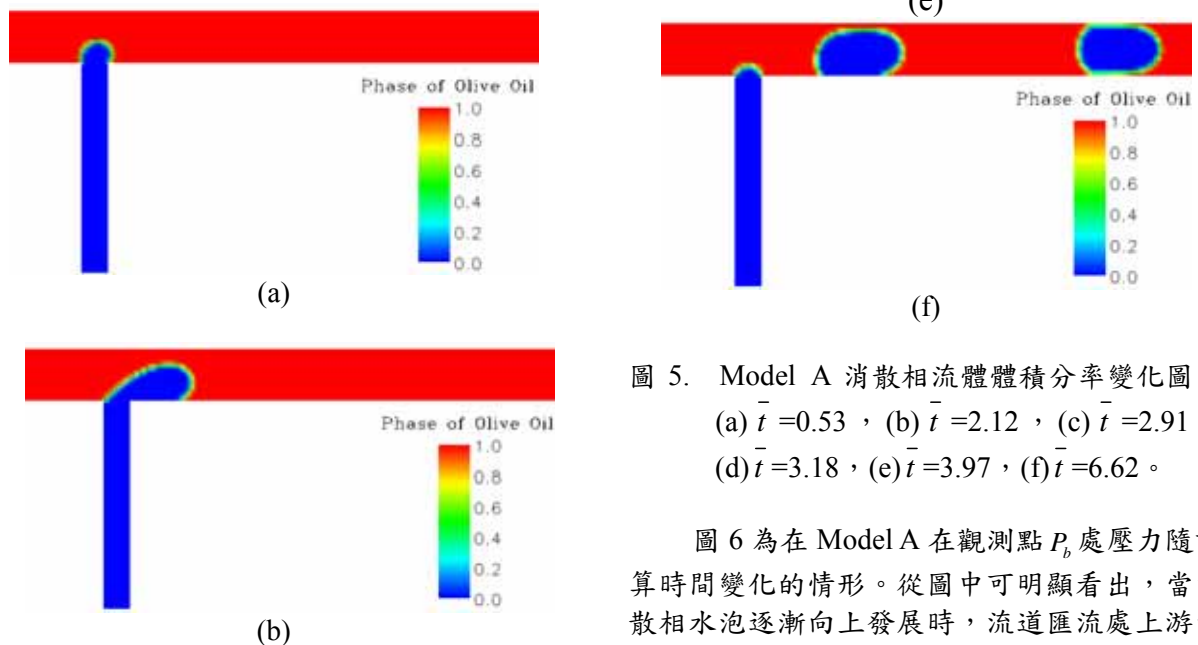 Phase of Olive Oil
1.0
0.8
0.6
0.4
0.2
0.0
(a)
Phase of Olive Oil
1.0
0.8
0.6
0.4
0.2
0.0
(b)
(e)
Phase of Olive Oil
1.0
0.8
0.6
0.4
0.2
0.0
(f)
圖 5. Model A 消散相流體體積分率變化圖
(a) t̄ =0.53 ,(b) t̄ =2.12 ,(c) t̄ =2.91
(d) t̄ =3.18,(e) t̄ =3.97,(f) t̄ =6.62。
圖 6 為在 Model A 在觀測點 P_b 處壓力隨
算時間變化的情形。從圖中可明顯看出,當
散相水泡逐漸向上發展時,流道匯流處上游